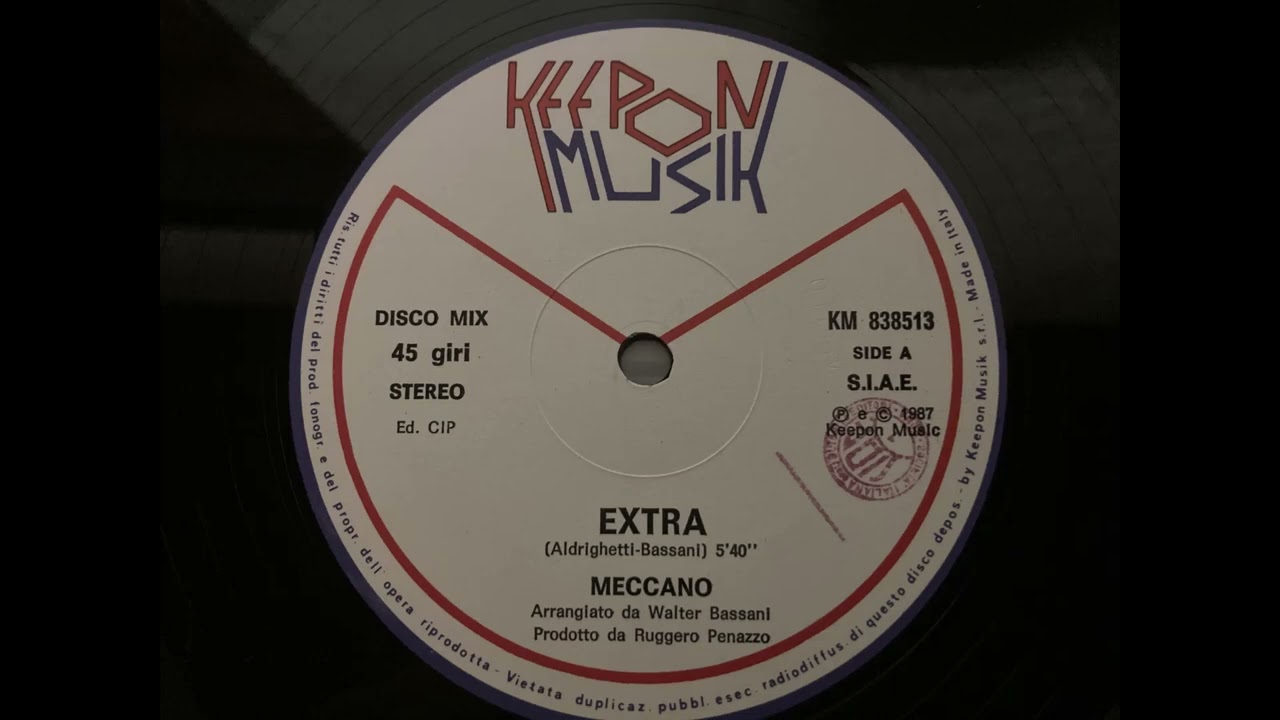 KEEPON
MUSIK
DISCO MIX
45 giri
STEREO
Ed. CIP
KM 838513
SIDE A
S.I.A.E.
Ⓟ e © 1987
Keepon Music
EXTRA
(Aldrighetti-Bassani) 5'40''
MECCANO
Arrangiato da Walter Bassani
Prodotto da Ruggero Penazzo
Ris. tutti i diritti del prod. fonogr. e del propr. dell' opera riprodotta - Vietata duplicaz. pubbl. esec. radiodiffus. di questo disco depos. - by Keepon Musik s.r.l. - Made in Italy